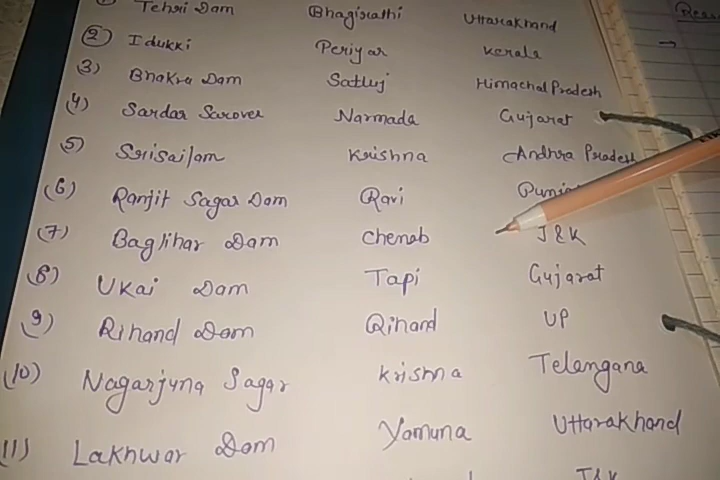 Tehri Dam Bhagirathi Uttarakhand
(2) Idukki Periyar Kerala
(3) Bhakra Dam Satluj Himachal Pradesh
(4) Sardar Sarover Narmada Gujarat
(5) Srisailam Krishna Andhra Pradesh
(6) Ranjit Sagar Dam Ravi
(7) Baglihar Dam Chenab J&K
(8) Ukai Dam Tapi Gujarat
(9) Rihand Dam Rihand UP
(10) Nagarjuna Sagar Krishna Telangana
(11) Lakhwar Dam Yamuna Uttarakhand
J&K